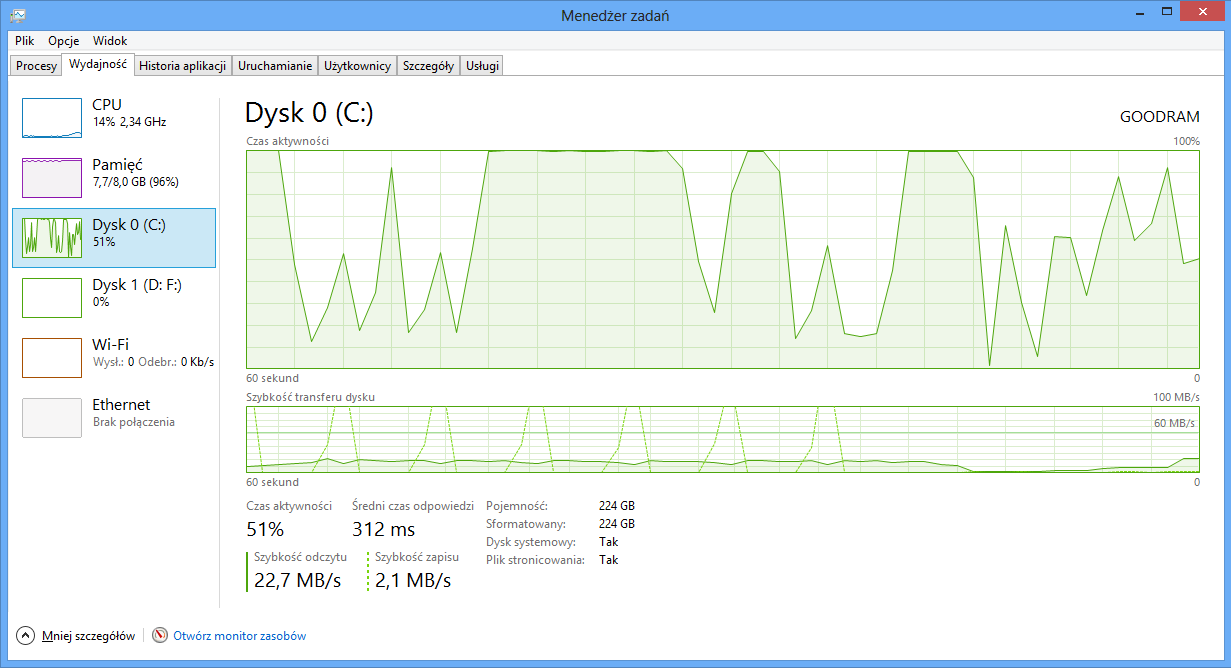 Menedżer zadań
Plik Opcje Widok
Procesy Wydajność Historia aplikacji Uruchamianie Użytkownicy Szczegóły Usługi
CPU
14% 2,34 GHz
Pamięć
7,7/8,0 GB (96%)
Dysk 0 (C:)
51%
Dysk 1 (D: F:)
0%
Wi-Fi
Wysł.: 0 Odebr.: 0 Kb/s
Ethernet
Brak połączenia
Dysk 0 (C:)
GOODRAM
Czas aktywności 100%
60 sekund 0
Szybkość transferu dysku 100 MB/s
60 MB/s
60 sekund 0
Czas aktywności Średni czas odpowiedzi
51% 312 ms
Szybkość odczytu Szybkość zapisu
22,7 MB/s 2,1 MB/s
Pojemność: 224 GB
Sformatowany: 224 GB
Dysk systemowy: Tak
Plik stronicowania: Tak
Mniej szczegółów Otwórz monitor zasobów